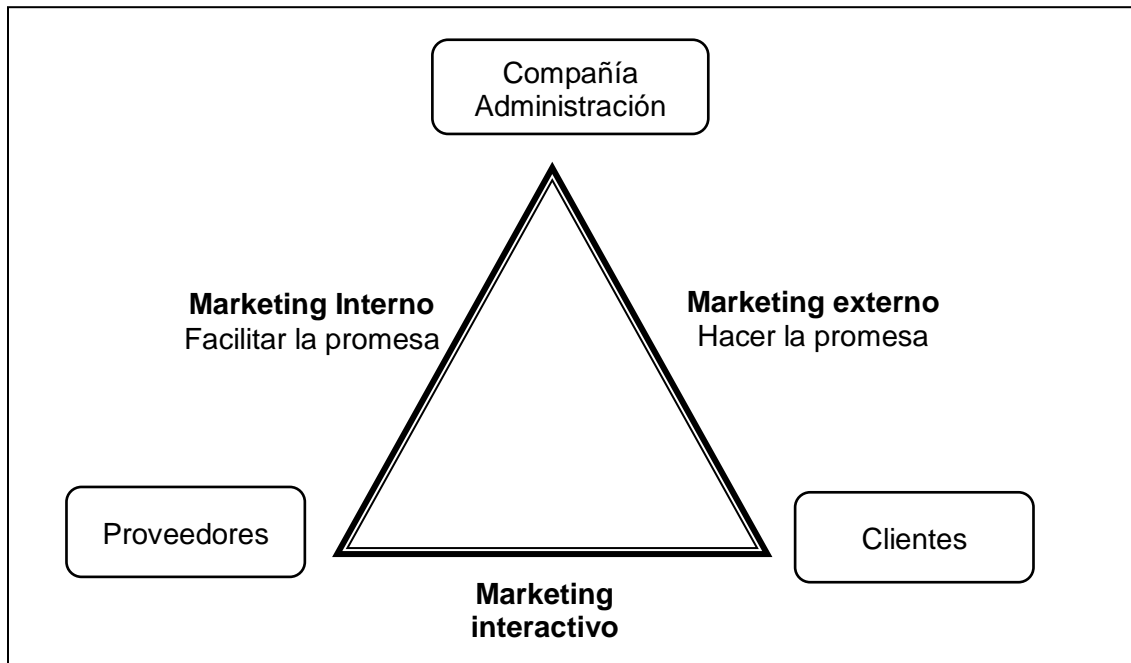 Compañía
Administración
Marketing Interno
Facilitar la promesa
Marketing externo
Hacer la promesa
Proveedores
Clientes
Marketing
interactivo